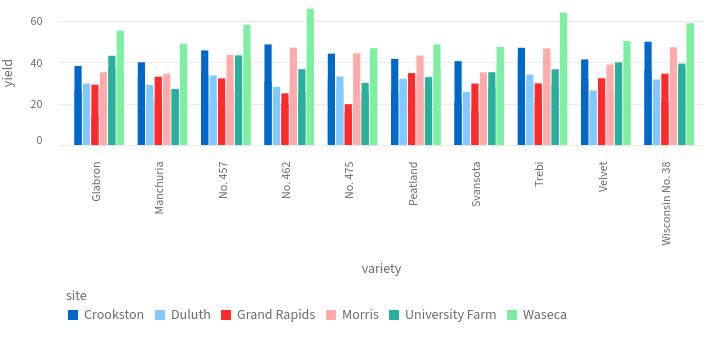 yield
60
40
20
0
Glabron
Manchuria
No. 457
No. 462
No. 475
Peatland
Svansota
Trebi
Velvet
Wisconsin No. 38
variety
site
Crookston Duluth Grand Rapids Morris University Farm Waseca